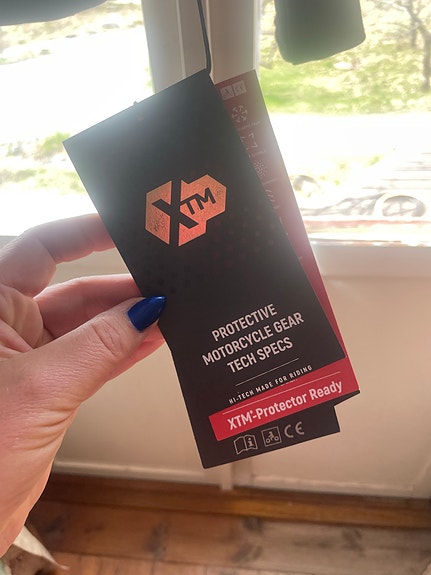 XTM
PROTECTIVE
MOTORCYCLE GEAR
TECH SPECS
HI-TECH MADE FOR RIDING
XTM®-Protector Ready
i CE